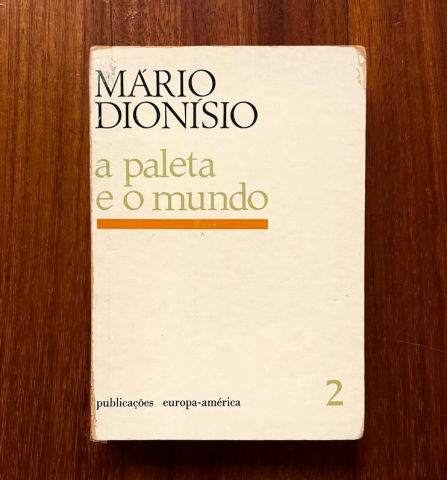 MÁRIO
DIONÍSIO
a paleta
e o mundo
publicações europa-américa
2